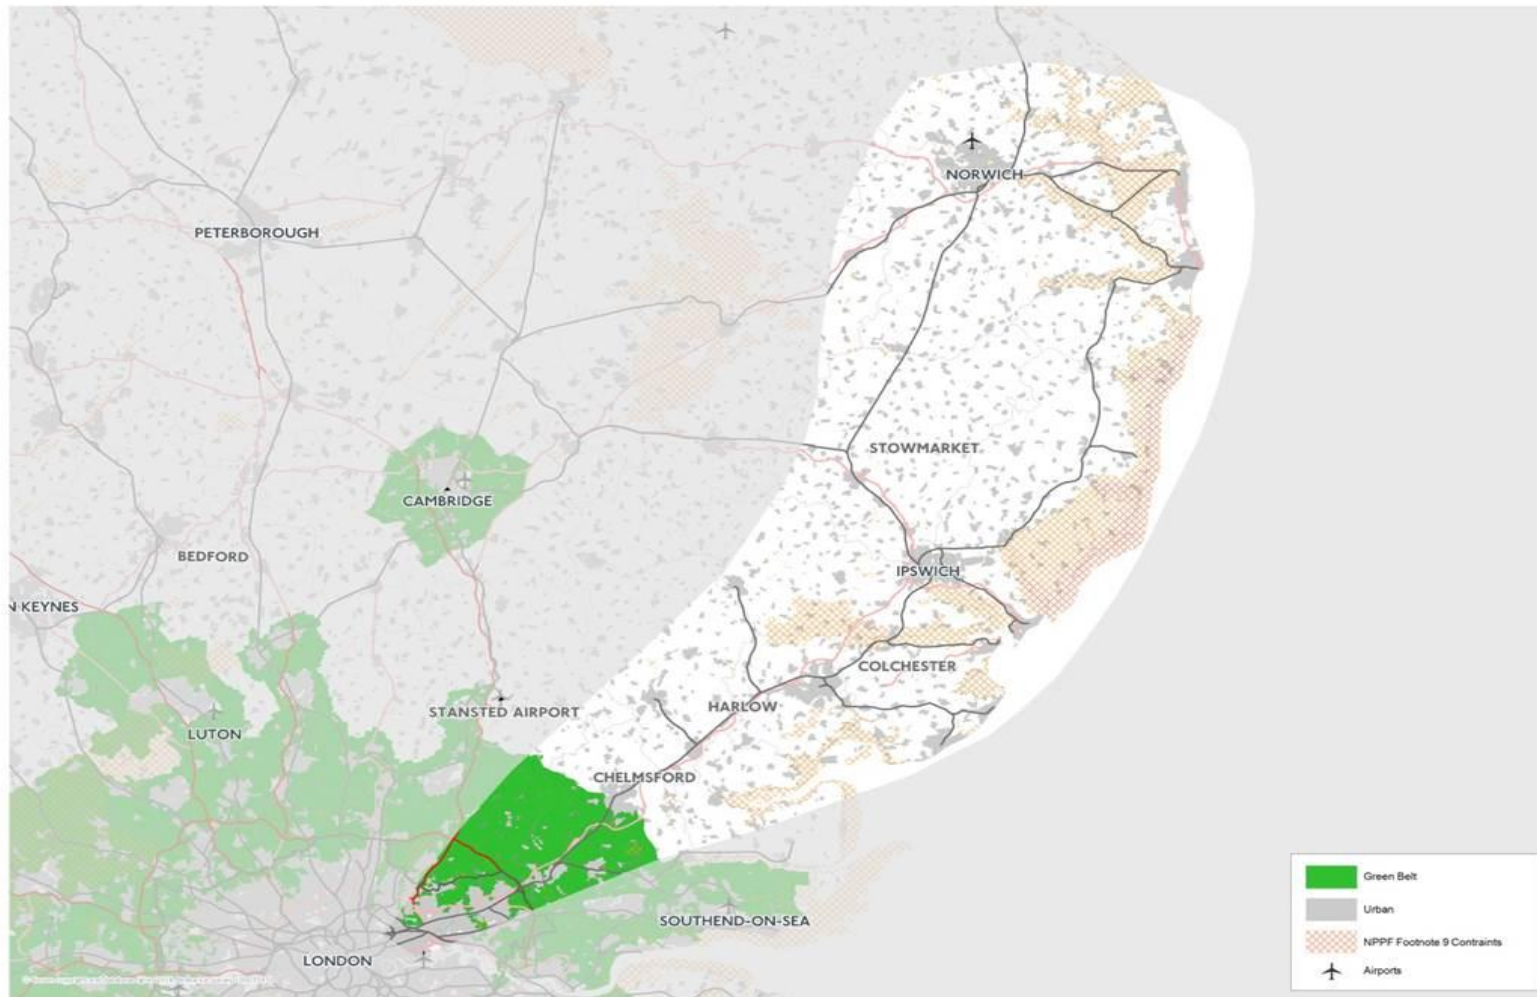 NORWICH
PETERBOROUGH
STOWMARKET
CAMBRIDGE
BEDFORD
IPSWICH
N KEYNES
COLCHESTER
HARLOW
STANSTED AIRPORT
LUTON
CHELMSFORD
SOUTHEND-ON-SEA
LONDON
Green Belt
Urban
NPPF Footnote 9 Contraints
Airports